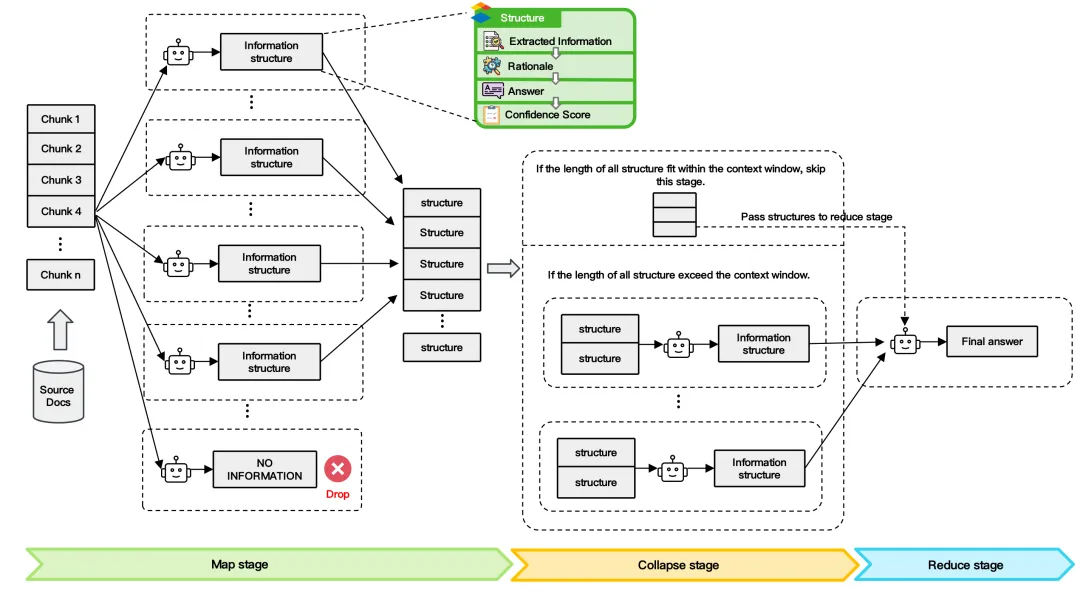 Chunk 1
Chunk 2
Chunk 3
Chunk 4
Chunk n
Source
Docs
Information
structure
Information
structure
Information
structure
Information
structure
NO
INFORMATION
Drop
Structure
Extracted Information
Rationale
Answer
Confidence Score
structure
Structure
Structure
Structure
structure
If the length of all structure fit within the context window, skip
this stage.
Pass structures to reduce stage
If the length of all structure exceed the context window.
structure
structure
Information
structure
structure
structure
Information
structure
Final answer
Map stage
Collapse stage
Reduce stage